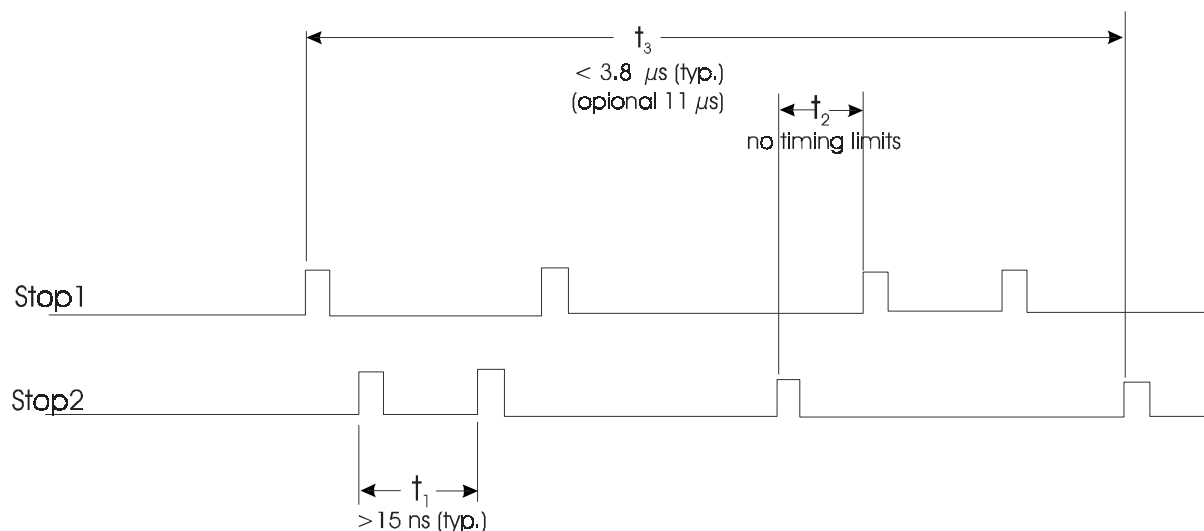 t₃
< 3.8 µs (typ.)
(opional 11 µs)
t₂
no timing limits
Stop1
Stop2
t₁
>15 ns (typ.)